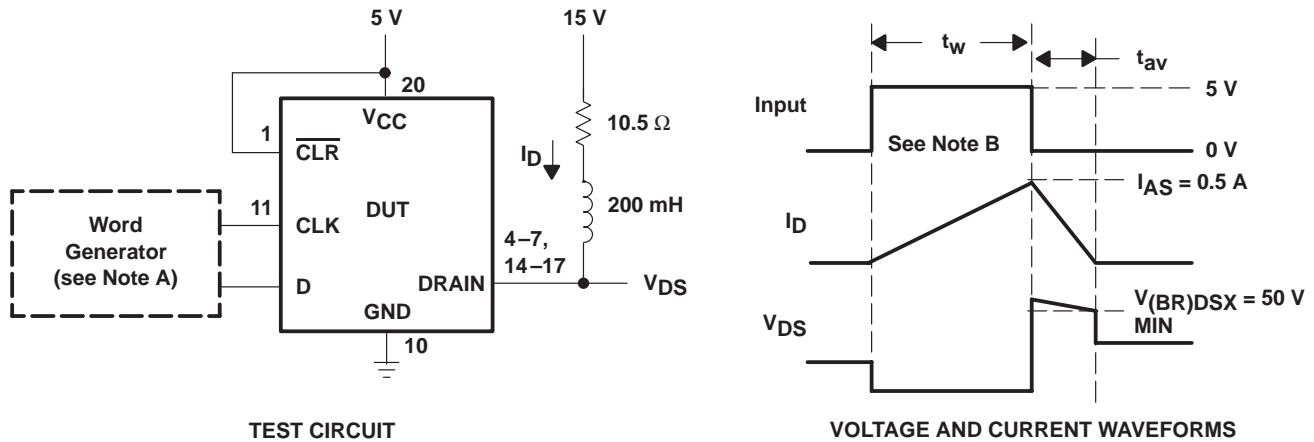 5 V
15 V
20
VCC
1
CLR
10.5 Ω
ID
200 mH
Word
Generator
(see Note A)
11
CLK
DUT
D
4–7,
14–17
DRAIN
VDS
GND
10
TEST CIRCUIT
tw
tav
Input
5 V
See Note B
0 V
IAS = 0.5 A
ID
V(BR)DSX = 50 V
MIN
VDS
VOLTAGE AND CURRENT WAVEFORMS